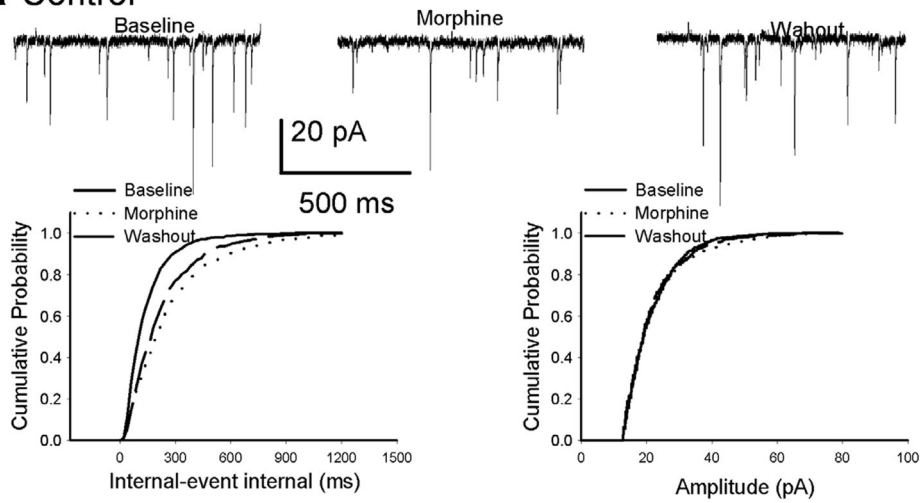 Control
Baseline
Morphine
Wahout
20 pA
500 ms
Baseline
Morphine
Washout
1.0
0.8
0.6
0.4
0.2
0
Cumulative Probability
0 300 600 900 1200 1500
Internal-event internal (ms)
Baseline
Morphine
Washout
1.0
0.8
0.6
0.4
0.2
0.0
Cumulative Probability
0 20 40 60 80 100
Amplitude (pA)